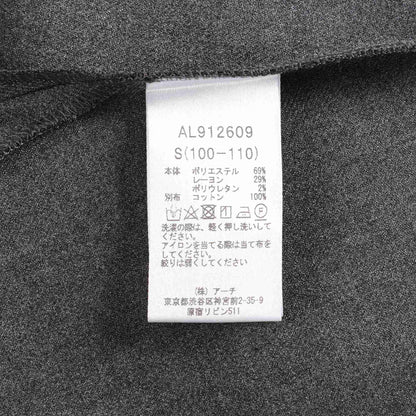 AL912609
S(100-110)
本体 ポリエステル 69%
レーヨン 29%
ポリウレタン 2%
別布 コットン 100%
洗濯の際は、軽く押し洗いして
ください。
アイロンを当てる際は当て布を
してください。
絞りは弱くしてください。
(株) アーチ
東京都渋谷区神宮前2-35-9
原宿リビン511